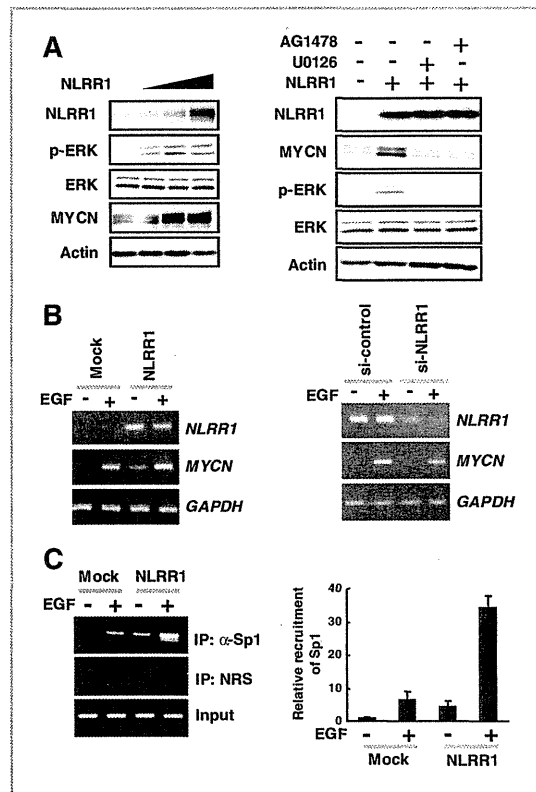 A
NLRR1
NLRR1
p-ERK
ERK
MYCN
Actin
AG1478 - - - +
U0126 - - + -
NLRR1 - + + +
NLRR1
MYCN
p-ERK
ERK
Actin
B
Mock NLRR1
EGF - + - +
NLRR1
MYCN
GAPDH
si-control si-NLRR1
EGF - + - +
NLRR1
MYCN
GAPDH
C
Mock NLRR1
EGF - + - +
IP: α-Sp1
IP: NRS
Input
Relative recruitment
of Sp1
40
30
20
10
0
EGF - + - +
Mock NLRR1